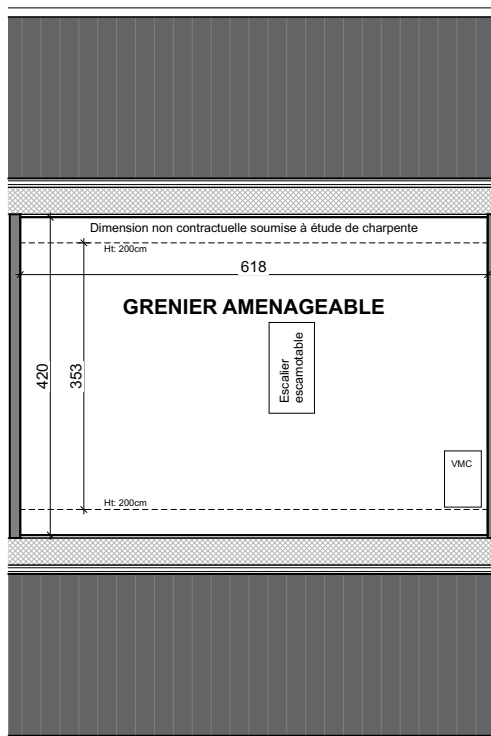 Dimension non contractuelle soumise à étude de charpente
Ht: 200cm
618
GRENIER AMENAGEABLE
Escalier
escamotable
420
353
VMC
Ht: 200cm